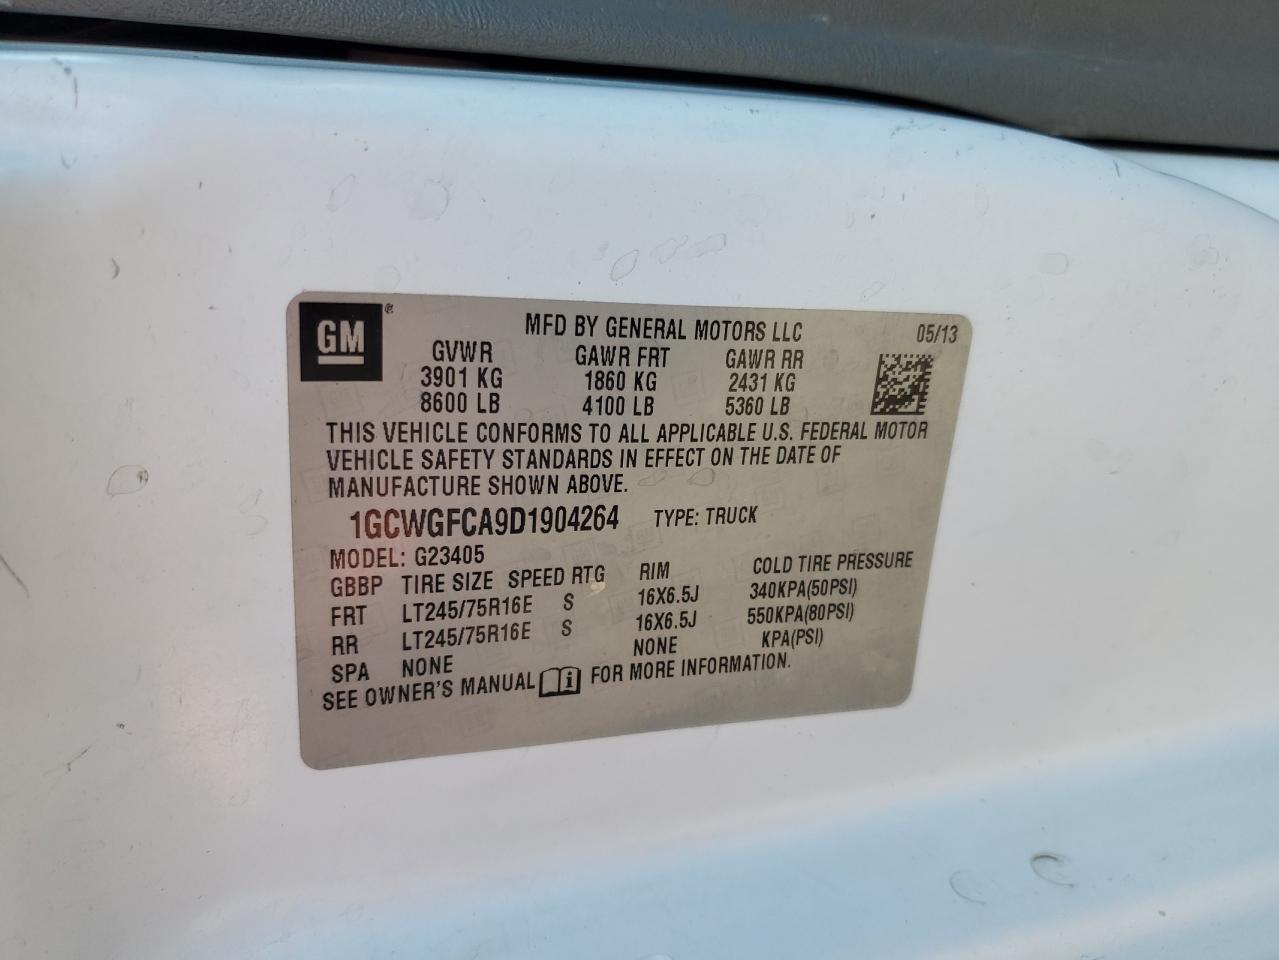 GM
MFD BY GENERAL MOTORS LLC 05/13
GVWR GAWR FRT GAWR RR
3901 KG 1860 KG 2431 KG
8600 LB 4100 LB 5360 LB
THIS VEHICLE CONFORMS TO ALL APPLICABLE U.S. FEDERAL MOTOR
VEHICLE SAFETY STANDARDS IN EFFECT ON THE DATE OF
MANUFACTURE SHOWN ABOVE.
1GCWGFCA9D1904264 TYPE: TRUCK
MODEL: G23405
GBBP TIRE SIZE SPEED RTG RIM COLD TIRE PRESSURE
FRT LT245/75R16E S 16X6.5J 340KPA(50PSI)
RR LT245/75R16E S 16X6.5J 550KPA(80PSI)
SPA NONE NONE KPA(PSI)
SEE OWNER'S MANUAL i FOR MORE INFORMATION.